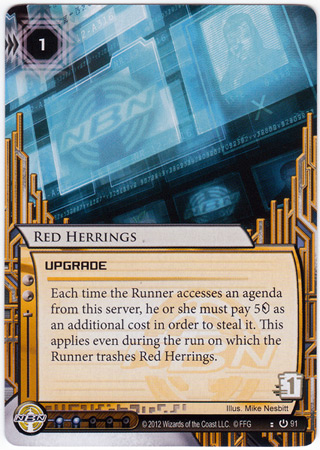 1
NBN
NBN
X
RED HERRINGS
UPGRADE
Each time the Runner accesses an agenda
from this server, he or she must pay 5
as
an additional cost in order to steal it. This
applies even during the run on which the
Runner trashes Red Herrings.
1
Illus. Mike Nesbitt
NBN
© 2012 Wizards of the Coast LLC. © FFG
91